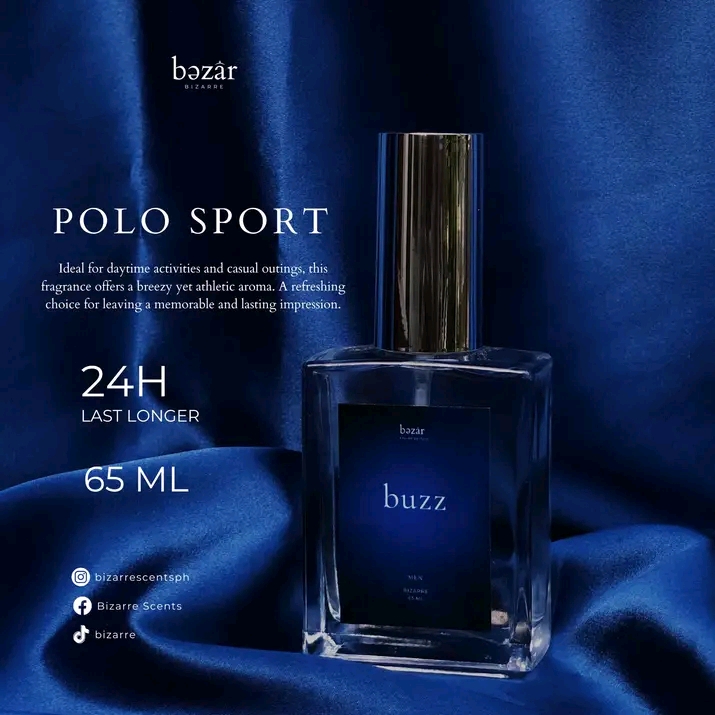 bəzâr
BIZARRE
POLO SPORT
Ideal for daytime activities and casual outings, this
fragrance offers a breezy yet athletic aroma. A refreshing
choice for leaving a memorable and lasting impression.
24H
LAST LONGER
65 ML
bizarrescentsph
Bizarre Scents
bizarre
bəzâr
buzz
MEN
BIZARRE